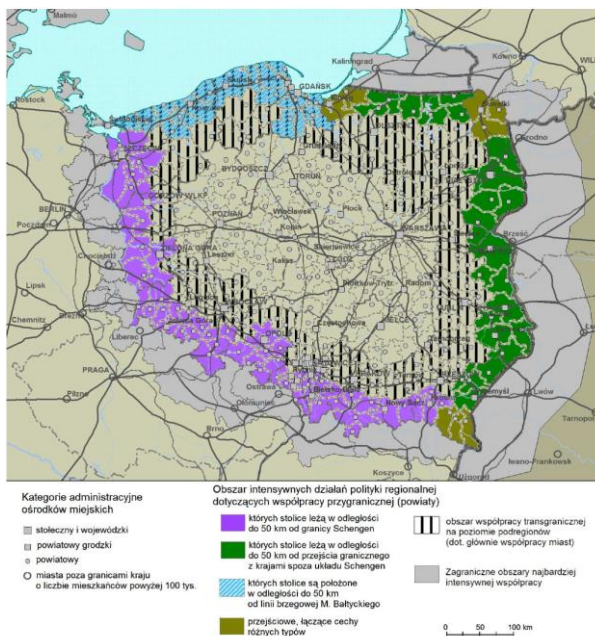 Malmö
Kaliningrad
Kowno
Rostock
GDAŃSK
Grodno
BYDGOSZCZ
TORUŃ
BERLIN
Poczdam
POZNAŃ
Włocławek
Płock
WARSZAWA
Brześć
Konin
Skierniewice
Leszno
Kalisz
Lipsk
Piotrków-Tryb.
Radom
Chemnitz
Liberec
Częstochowa
KIELCE
PRAGA
Pilzno
Ostrawa
Ołomuniec
Nowy Sącz
Lwów
Tarnopol
Brno
Koszyce
Użgorod
Iwano-Frankowsk
Kategorie administracyjne
ośrodków miejskich
stołeczny i wojewódzki
powiatowy grodzki
powiatowy
miasta poza granicami kraju
o liczbie mieszkańców powyżej 100 tys.
Obszar intensywnych działań polityki regionalnej
dotyczących współpracy przygranicznej (powiaty)
których stolice leżą w odległości
do 50 km od granicy Schengen
których stolice leżą w odległości
do 50 km od przejścia granicznego
z krajami spoza układu Schengen
których stolice są położone
w odległości do 50 km
od linii brzegowej M. Bałtyckiego
przejściowe, łączące cechy
różnych typów
obszar współpracy transgranicznej
na poziomie podregionów
(dot. głównie współpracy miast)
Zagraniczne obszary najbardziej
intensywnej współpracy
0 50 100 km